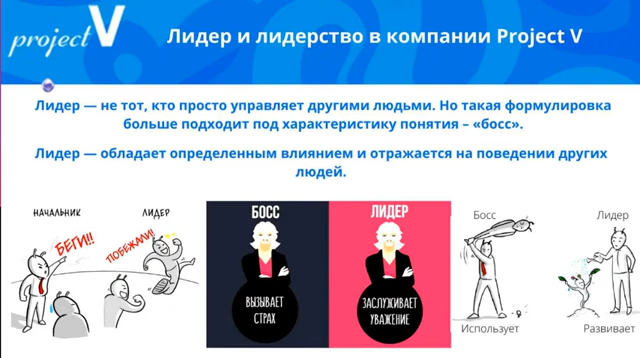 project V
Лидер и лидерство в компании Project V
Лидер — не тот, кто просто управляет другими людьми. Но такая формулировка
больше подходит под характеристику понятия – «босс».
Лидер — обладает определенным влиянием и отражается на поведении других
людей.
НАЧАЛЬНИК
ЛИДЕР
БЕГИ!!
ПОБЕЖАЛИ!
БОСС
ВЫЗЫВАЕТ
СТРАХ
ЛИДЕР
ЗАСЛУЖИВАЕТ
УВАЖЕНИЕ
Босс
Лидер
Использует
Развивает